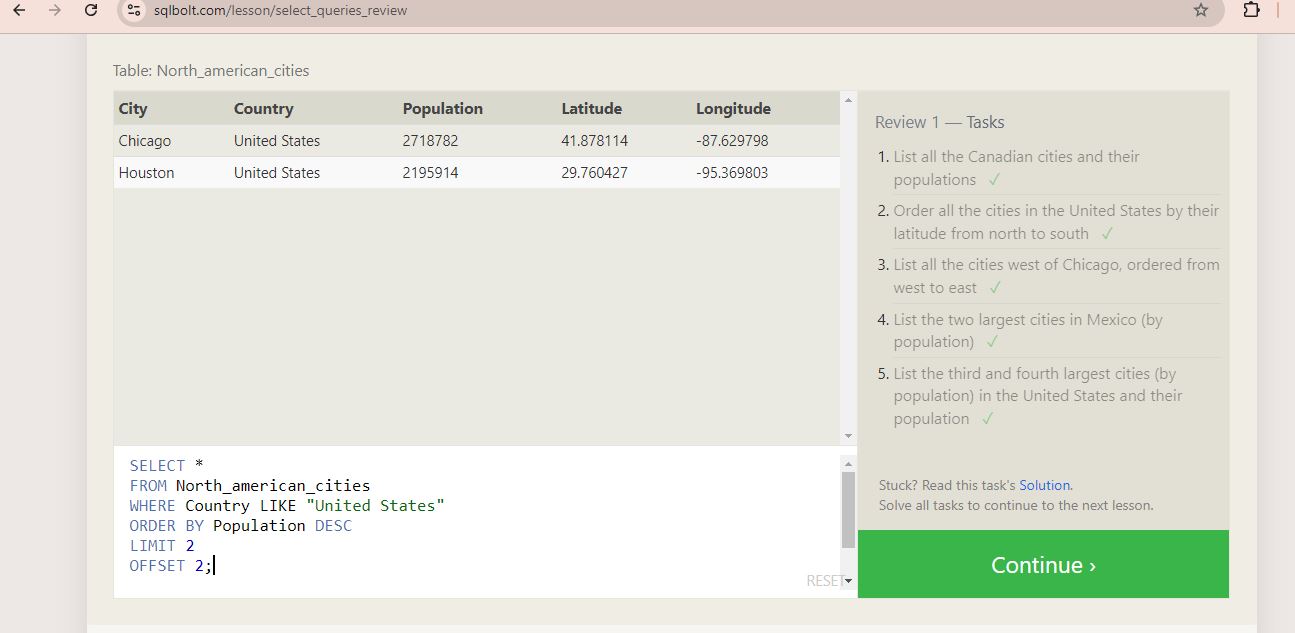 sqlbolt.com/lesson/select_queries_review
Table: North_american_cities
City Country Population Latitude Longitude
Chicago United States 2718782 41.878114 -87.629798
Houston United States 2195914 29.760427 -95.369803
SELECT *
FROM North_american_cities
WHERE Country LIKE "United States"
ORDER BY Population DESC
LIMIT 2
OFFSET 2;
RESET
Review 1 — Tasks
1. List all the Canadian cities and their
populations ✓
2. Order all the cities in the United States by their
latitude from north to south ✓
3. List all the cities west of Chicago, ordered from
west to east ✓
4. List the two largest cities in Mexico (by
population) ✓
5. List the third and fourth largest cities (by
population) in the United States and their
population ✓
Stuck? Read this task's Solution.
Solve all tasks to continue to the next lesson.
Continue ›